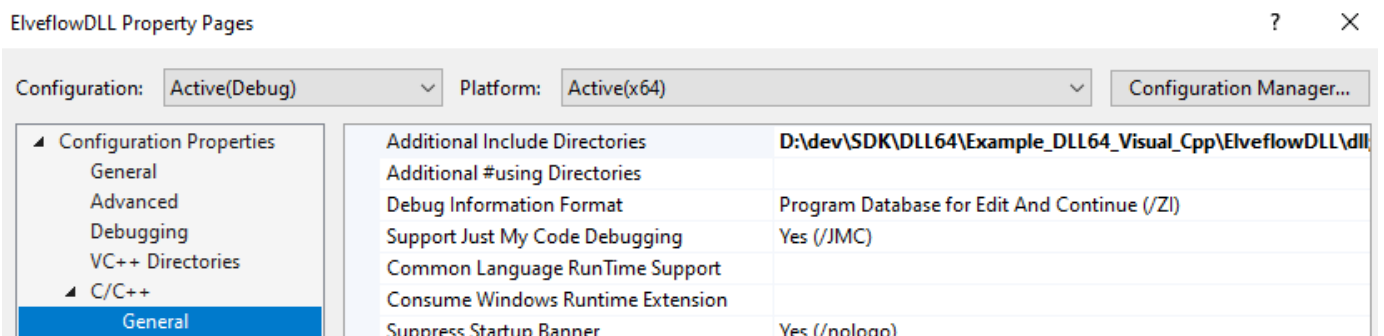 ElveflowDLL Property Pages ? ×
Configuration: Active(Debug) Platform: Active(x64) Configuration Manager...
Configuration Properties
General
Advanced
Debugging
VC++ Directories
C/C++
General
Additional Include Directories D:\dev\SDK\DLL64\Example_DLL64_Visual_Cpp\ElveflowDLL\dll
Additional #using Directories
Debug Information Format Program Database for Edit And Continue (/ZI)
Support Just My Code Debugging Yes (/JMC)
Common Language RunTime Support
Consume Windows Runtime Extension
Suppress Startup Banner Yes (/nologo)